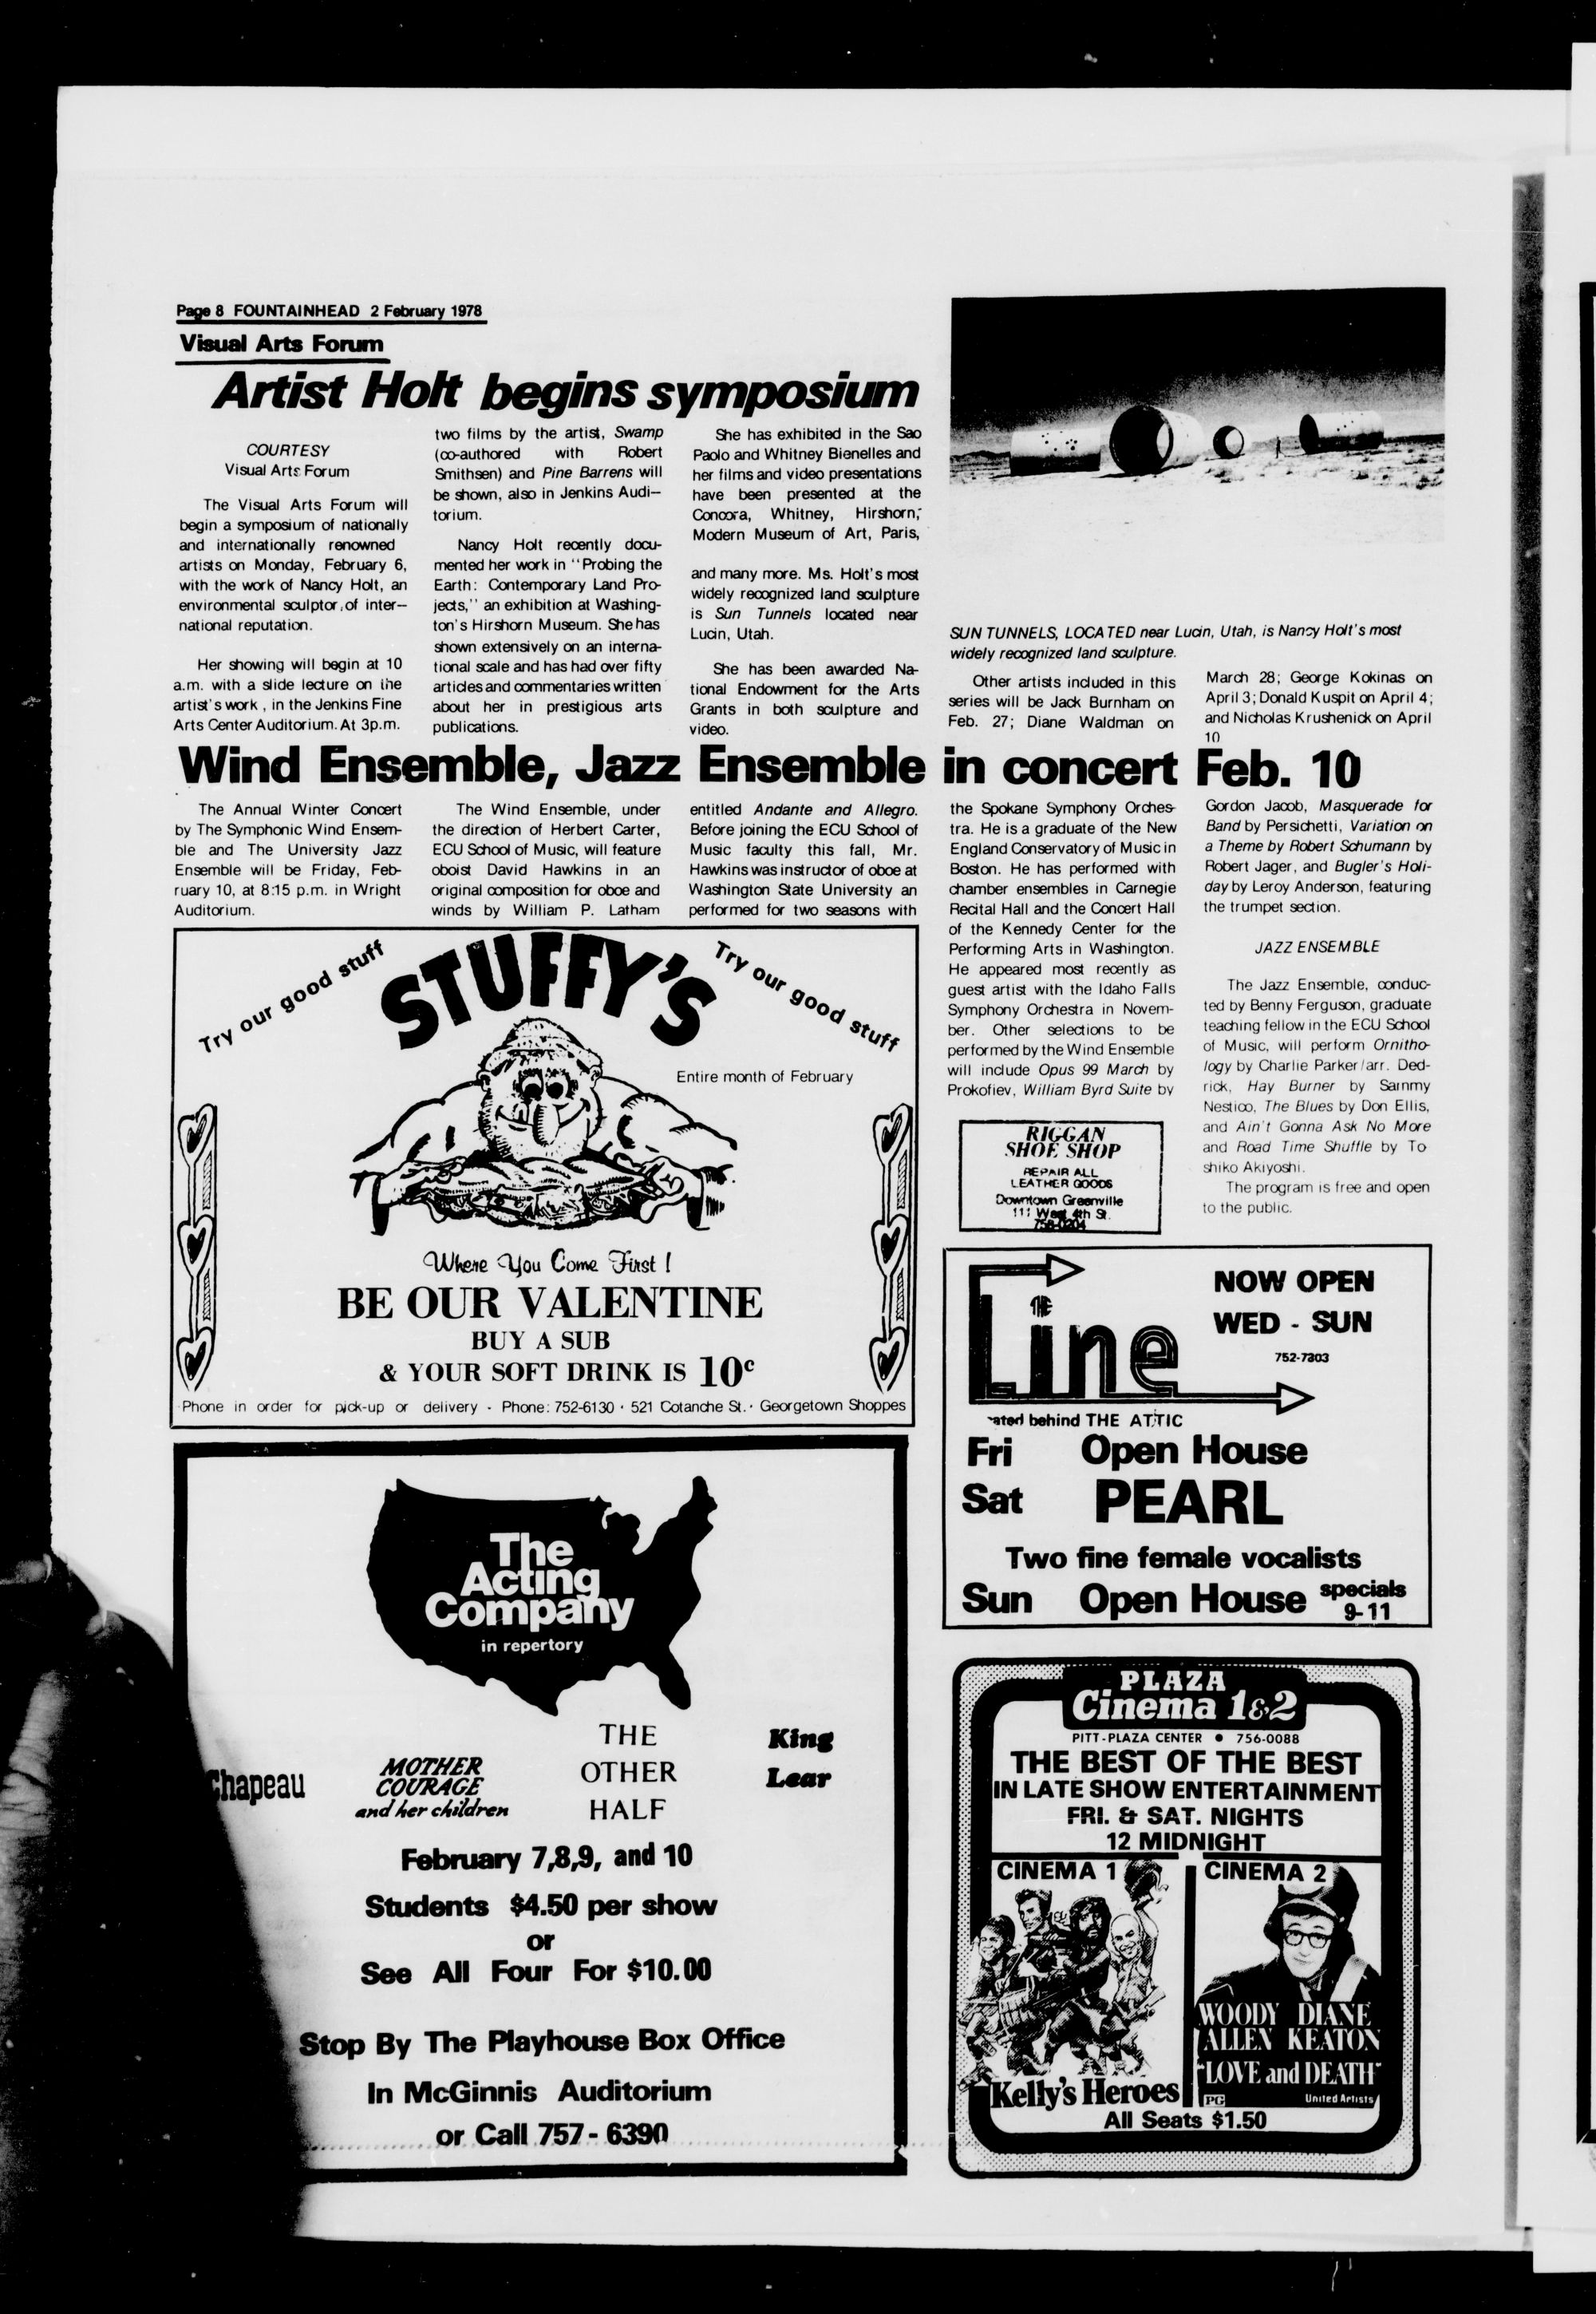 Page 8 FOUNTAINHEAD 2 February 1978
Visual Arts Forum
Artist Holt begins symposium
COURTESY
Visual Arts Forum
The Visual Arts Forum will
begin a symposium of nationally
and internationally renowned
artists on Monday, February 6,
with the work of Nancy Holt, an
environmental sculptor, of inter-
national reputation.
Her showing will begin at 10
a.m. with a slide lecture on the
artist's work , in the Jenkins Fine
Arts Center Auditorium. At 3p.m.
two films by the artist, Swamp
(co-authored with Robert
Smithsen) and Pine Barrens will
be shown, also in Jenkins Audi-
torium.
Nancy Holt recently docu-
mented her work in "Probing the
Earth: Contemporary Land Pro-
jects," an exhibition at Washing-
ton's Hirshorn Museum. She has
shown extensively on an interna-
tional scale and has had over fifty
articles and commentaries written
about her in prestigious arts
publications.
She has exhibited in the Sao
Paolo and Whitney Bienelles and
her films and video presentations
have been presented at the
Concora, Whitney, Hirshorn,
Modern Museum of Art, Paris,
and many more. Ms. Holt's most
widely recognized land sculpture
is Sun Tunnels located near
Lucin, Utah.
She has been awarded Na-
tional Endowment for the Arts
Grants in both sculpture and
video.
SUN TUNNELS, LOCATED near Lucin, Utah, is Nancy Holt's most
widely recognized land sculpture.
Other artists included in this
series will be Jack Burnham on
Feb. 27; Diane Waldman on
March 28; George Kokinas on
April 3; Donald Kuspit on April 4;
and Nicholas Krushenick on April
10
Wind Ensemble, Jazz Ensemble in concert Feb. 10
The Annual Winter Concert
by The Symphonic Wind Ensem-
ble and The University Jazz
Ensemble will be Friday, Feb-
ruary 10, at 8:15 p.m. in Wright
Auditorium.
The Wind Ensemble, under
the direction of Herbert Carter,
ECU School of Music, will feature
oboist David Hawkins in an
original composition for oboe and
winds by William P. Latham
entitled Andante and Allegro.
Before joining the ECU School of
Music faculty this fall, Mr.
Hawkins was instructor of oboe at
Washington State University an
performed for two seasons with
the Spokane Symphony Orches-
tra. He is a graduate of the New
England Conservatory of Music in
Boston. He has performed with
chamber ensembles in Carnegie
Recital Hall and the Concert Hall
of the Kennedy Center for the
Performing Arts in Washington.
He appeared most recently as
guest artist with the Idaho Falls
Symphony Orchestra in Novem-
ber. Other selections to be
performed by the Wind Ensemble
will include Opus 99 March by
Prokofiev, William Byrd Suite by
Gordon Jacob, Masquerade for
Band by Persichetti, Variation on
a Theme by Robert Schumann by
Robert Jager, and Bugler's Holi-
day by Leroy Anderson, featuring
the trumpet section.
JAZZ ENSEMBLE
The Jazz Ensemble, conduc-
ted by Benny Ferguson, graduate
teaching fellow in the ECU School
of Music, will perform Ornitho-
logy by Charlie Parker/arr. Ded-
rick, Hay Burner by Sammy
Nestico, The Blues by Don Ellis,
and Ain't Gonna Ask No More
and Road Time Shuffle by To
shiko Akiyoshi.
The program is free and open
to the public.
Try our good stuff
STUFFY'S
Try our good stuff
Entire month of February
Where You Come First !
BE OUR VALENTINE
BUY A SUB
& YOUR SOFT DRINK IS 10c
Phone in order for pick-up or delivery - Phone: 752-6130 · 521 Cotanche St. · Georgetown Shoppes
RIGGAN
SHOE SHOP
REPAIR ALL
LEATHER GOODS
Downtown Greenville
111 West 4th St.
758-0204
THE
Line
NOW OPEN
WED - SUN
752-7303
ated behind THE ATTIC
Fri Open House
Sat PEARL
Two fine female vocalists
Sun Open House specials
9-11
The
Acting
Company
in repertory
Chapeau
MOTHER
COURAGE
and her children
THE
OTHER
HALF
King
Lear
February 7,8,9, and 10
Students $4.50 per show
or
See All Four For $10.00
Stop By The Playhouse Box Office
In McGinnis Auditorium
or Call 757-6390
PLAZA
Cinema 1&2
PITT-PLAZA CENTER • 756-0088
THE BEST OF THE BEST
IN LATE SHOW ENTERTAINMENT
FRI. & SAT. NIGHTS
12 MIDNIGHT
CINEMA 1
Kelly's Heroes
CINEMA 2
WOODY DIANE
ALLEN KEATON
"LOVE and DEATH"
PG United Artists
All Seats $1.50